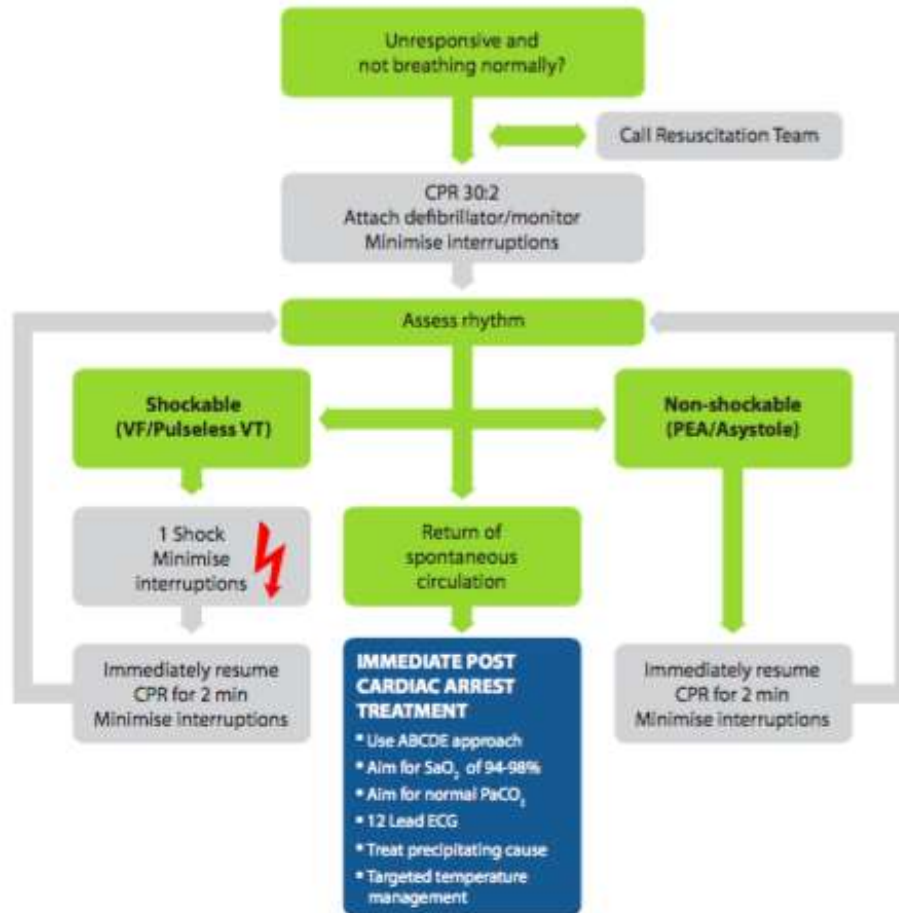 Unresponsive and
not breathing normally?
Call Resuscitation Team
CPR 30:2
Attach defibrillator/monitor
Minimise interruptions
Assess rhythm
Shockable
(VF/Pulseless VT)
Non-shockable
(PEA/Asystole)
1 Shock
Minimise
interruptions
Return of
spontaneous
circulation
Immediately resume
CPR for 2 min
Minimise interruptions
IMMEDIATE POST
CARDIAC ARREST
TREATMENT
▪ Use ABCDE approach
▪ Aim for SaO₂ of 94-98%
▪ Aim for normal PaCO₂
▪ 12 Lead ECG
▪ Treat precipitating cause
▪ Targeted temperature
management
Immediately resume
CPR for 2 min
Minimise interruptions